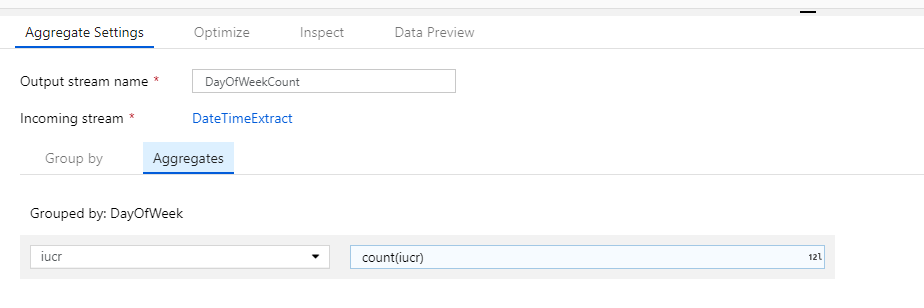 Aggregate Settings Optimize Inspect Data Preview
Output stream name * DayOfWeekCount
Incoming stream * DateTimeExtract
Group by Aggregates
Grouped by: DayOfWeek
iucr count(iucr) 12l